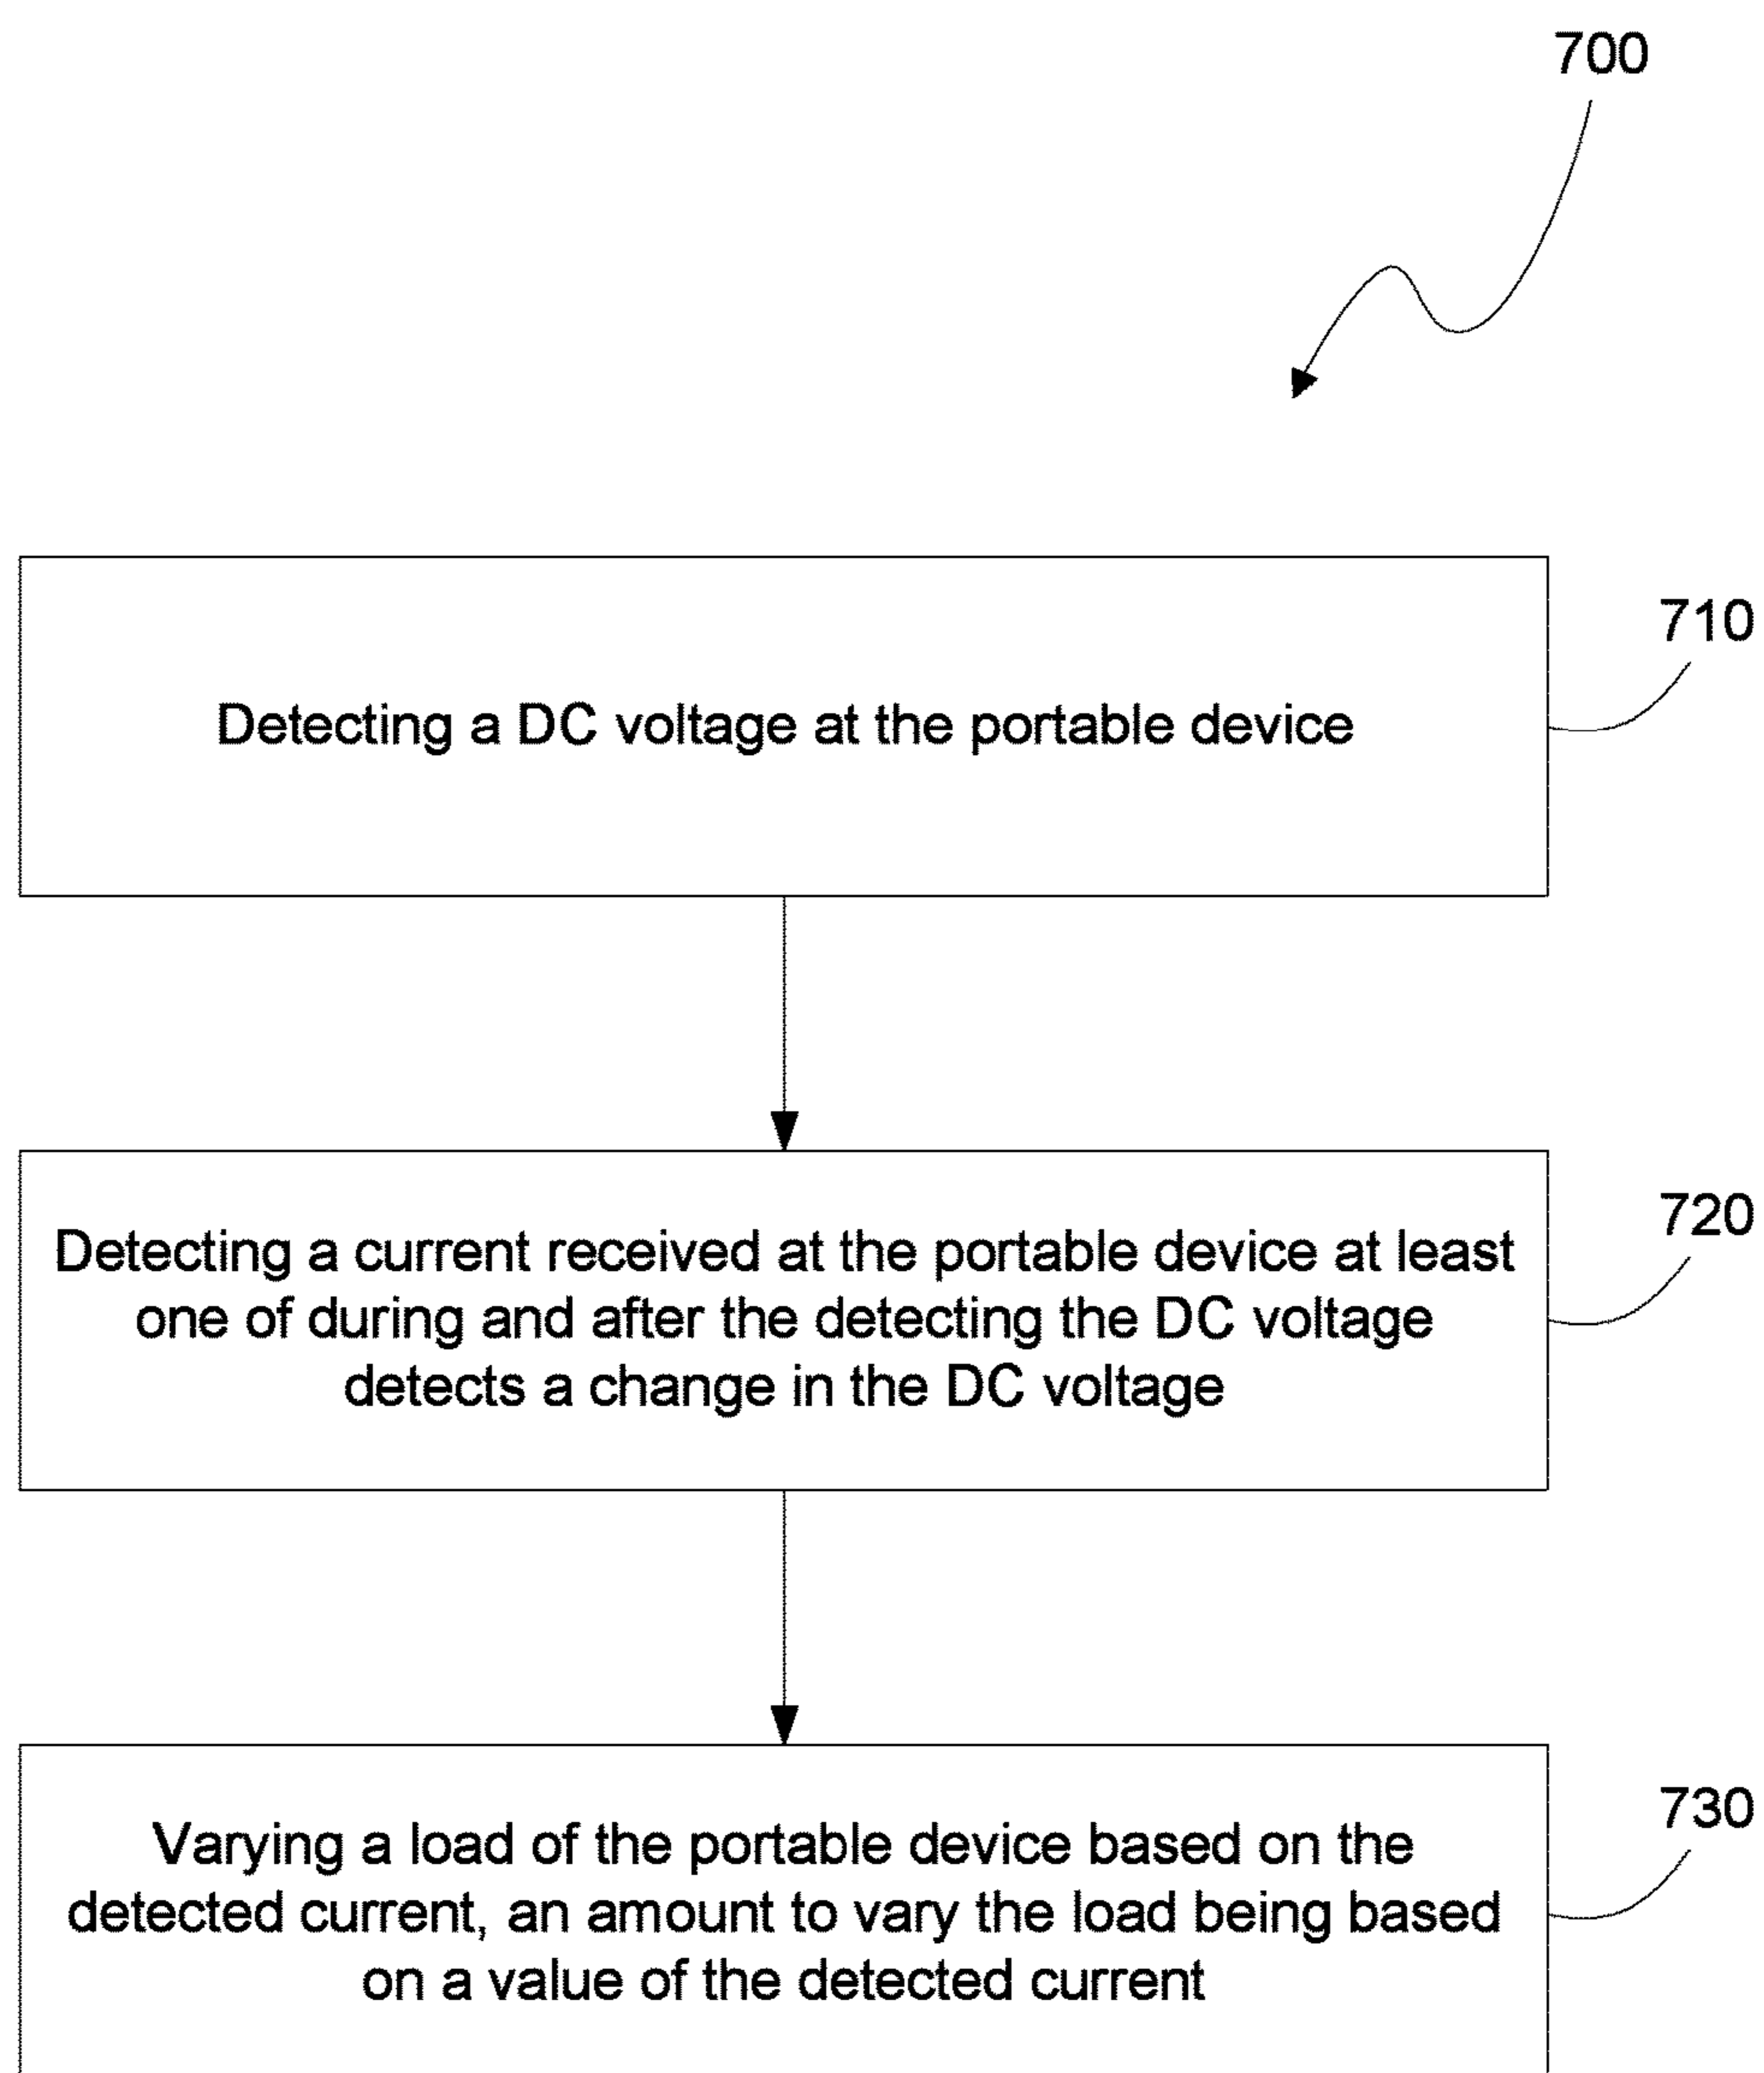 700
710
Detecting a DC voltage at the portable device
720
Detecting a current received at the portable device at least
one of during and after the detecting the DC voltage
detects a change in the DC voltage
730
Varying a load of the portable device based on the
detected current, an amount to vary the load being based
on a value of the detected current